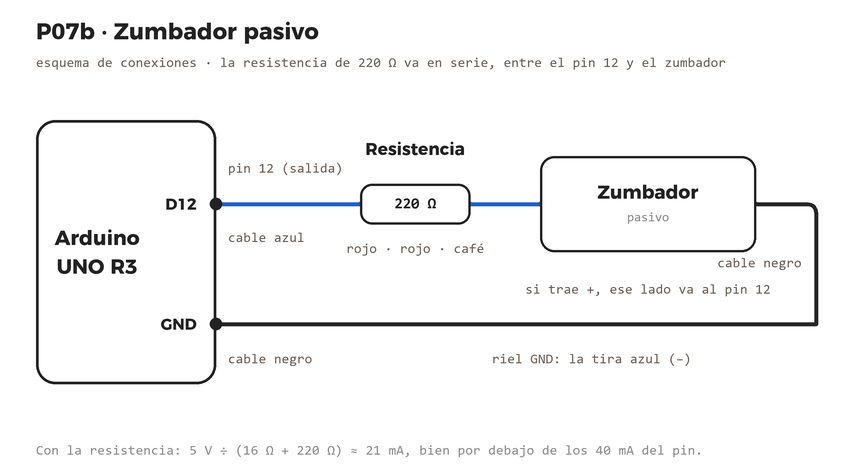 P07b · Zumbador pasivo
esquema de conexiones · la resistencia de 220 Ω va en serie, entre el pin 12 y el zumbador
Resistencia
pin 12 (salida)
D12
220 Ω
Zumbador
pasivo
Arduino
UNO R3
cable azul
rojo · rojo · café
cable negro
si trae +, ese lado va al pin 12
GND
cable negro
riel GND: la tira azul (−)
Con la resistencia: 5 V ÷ (16 Ω + 220 Ω) ≈ 21 mA, bien por debajo de los 40 mA del pin.